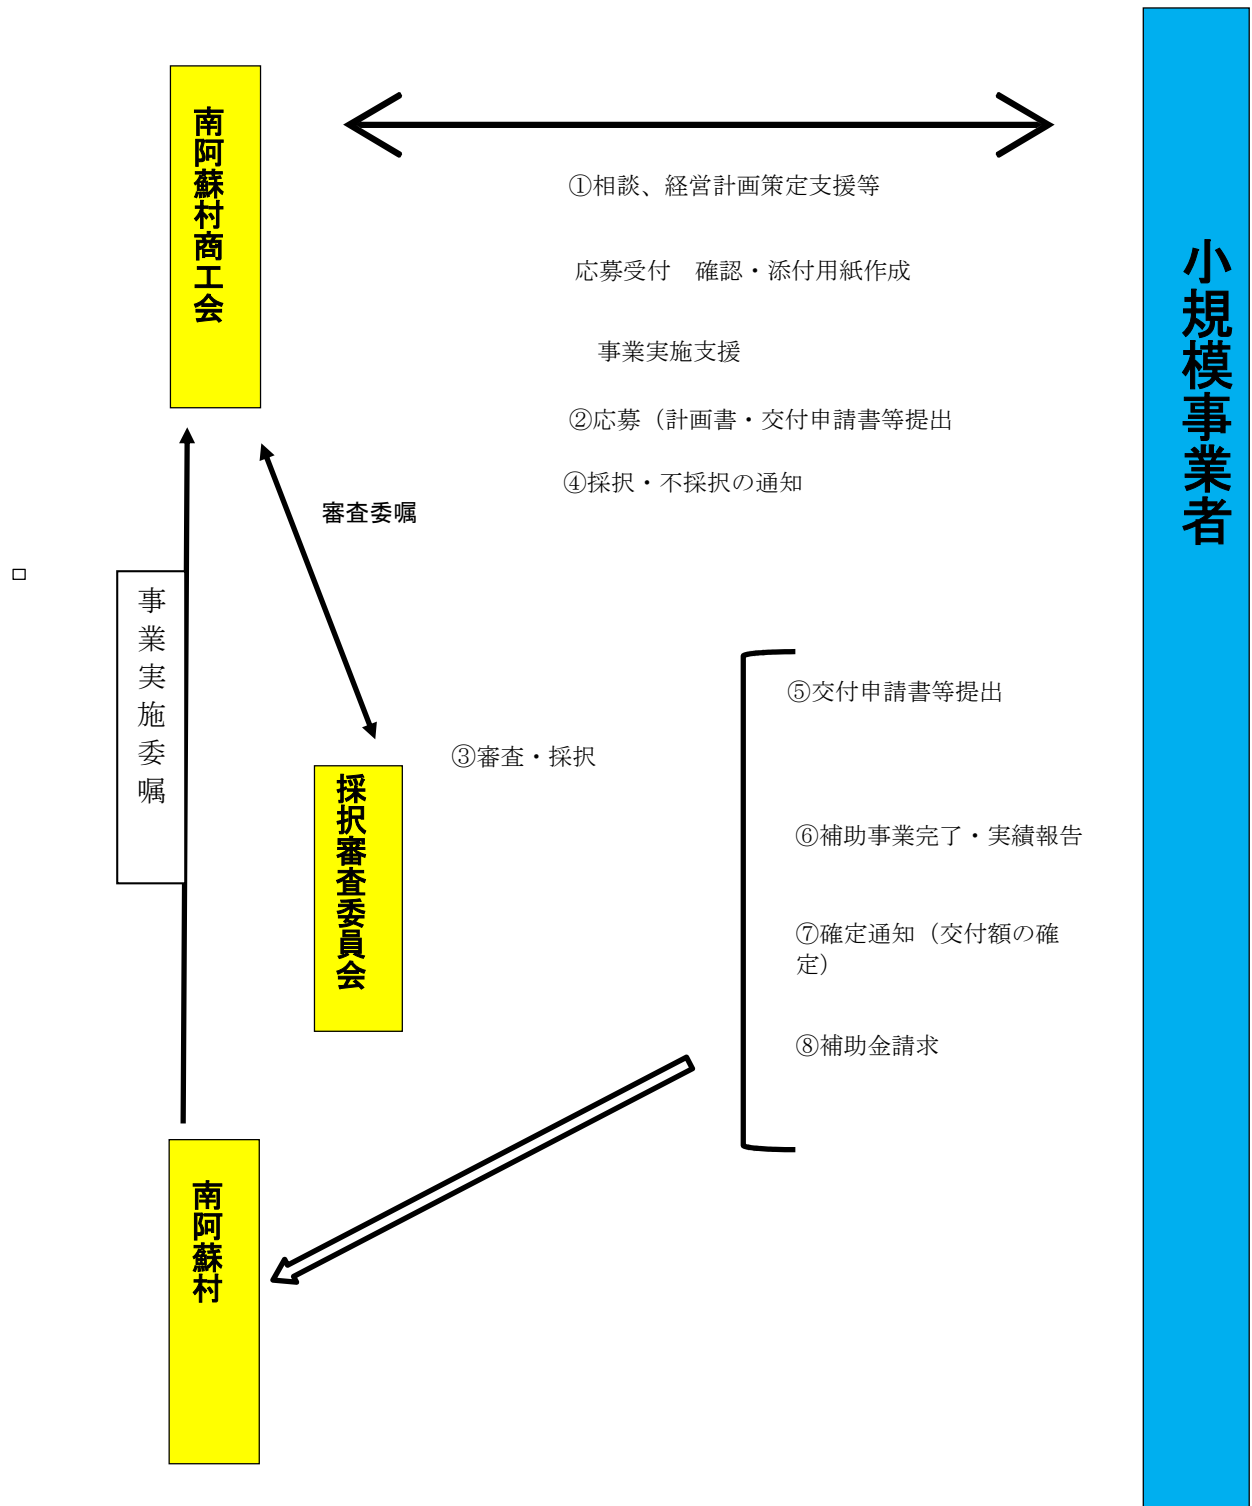 南阿蘇村商工会
小規模事業者
①相談、経営計画策定支援等
応募受付　確認・添付用紙作成
事業実施支援
②応募（計画書・交付申請書等提出
④採択・不採択の通知
審査委嘱
事業実施委嘱
③審査・採択
採択審査委員会
⑤交付申請書等提出
⑥補助事業完了・実績報告
⑦確定通知（交付額の確
定）
⑧補助金請求
南阿蘇村